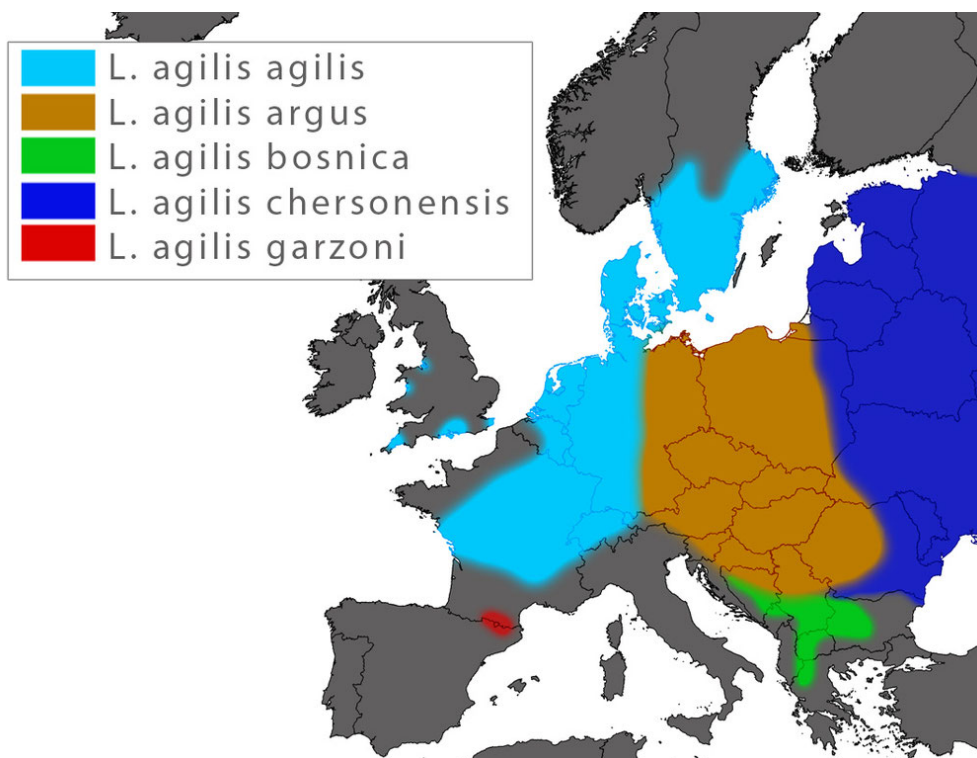 L. agilis agilis
L. agilis argus
L. agilis bosnica
L. agilis chersonensis
L. agilis garzoni